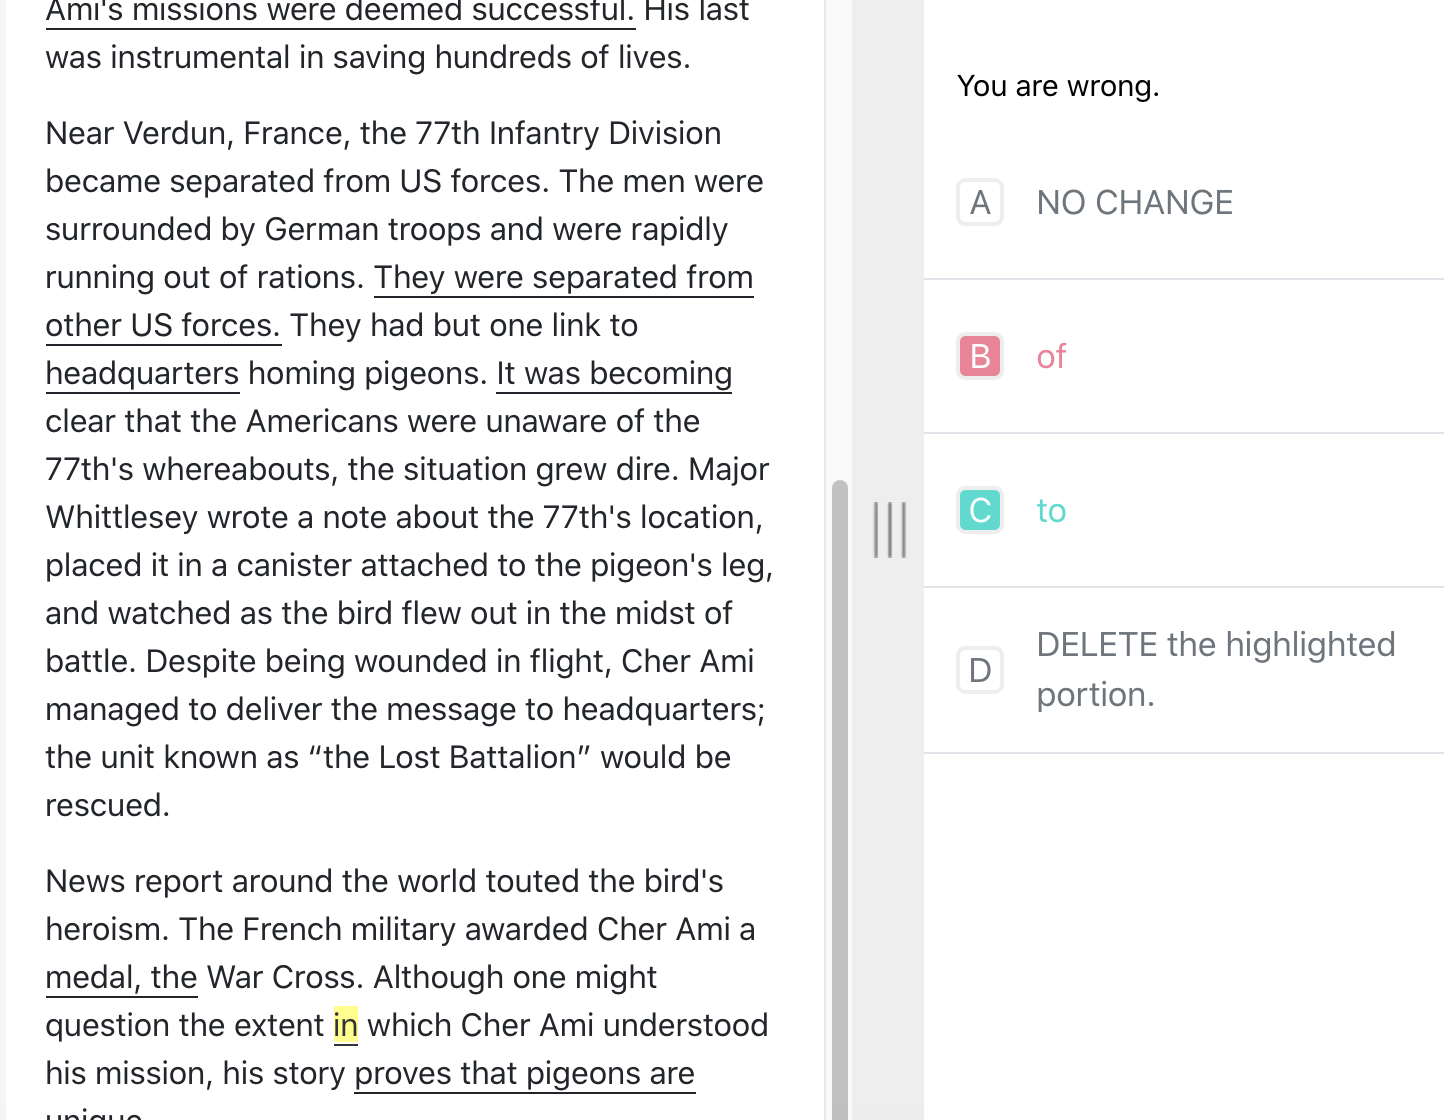 Ami's missions were deemed successful. His last
was instrumental in saving hundreds of lives.
Near Verdun, France, the 77th Infantry Division
became separated from US forces. The men were
surrounded by German troops and were rapidly
running out of rations. They were separated from
other US forces. They had but one link to
headquarters homing pigeons. It was becoming
clear that the Americans were unaware of the
77th's whereabouts, the situation grew dire. Major
Whittlesey wrote a note about the 77th's location,
placed it in a canister attached to the pigeon's leg,
and watched as the bird flew out in the midst of
battle. Despite being wounded in flight, Cher Ami
managed to deliver the message to headquarters;
the unit known as “the Lost Battalion” would be
rescued.
News report around the world touted the bird's
heroism. The French military awarded Cher Ami a
medal, the War Cross. Although one might
question the extent in which Cher Ami understood
his mission, his story proves that pigeons are
unique.
You are wrong.
A NO CHANGE
B of
C to
D DELETE the highlighted
portion.